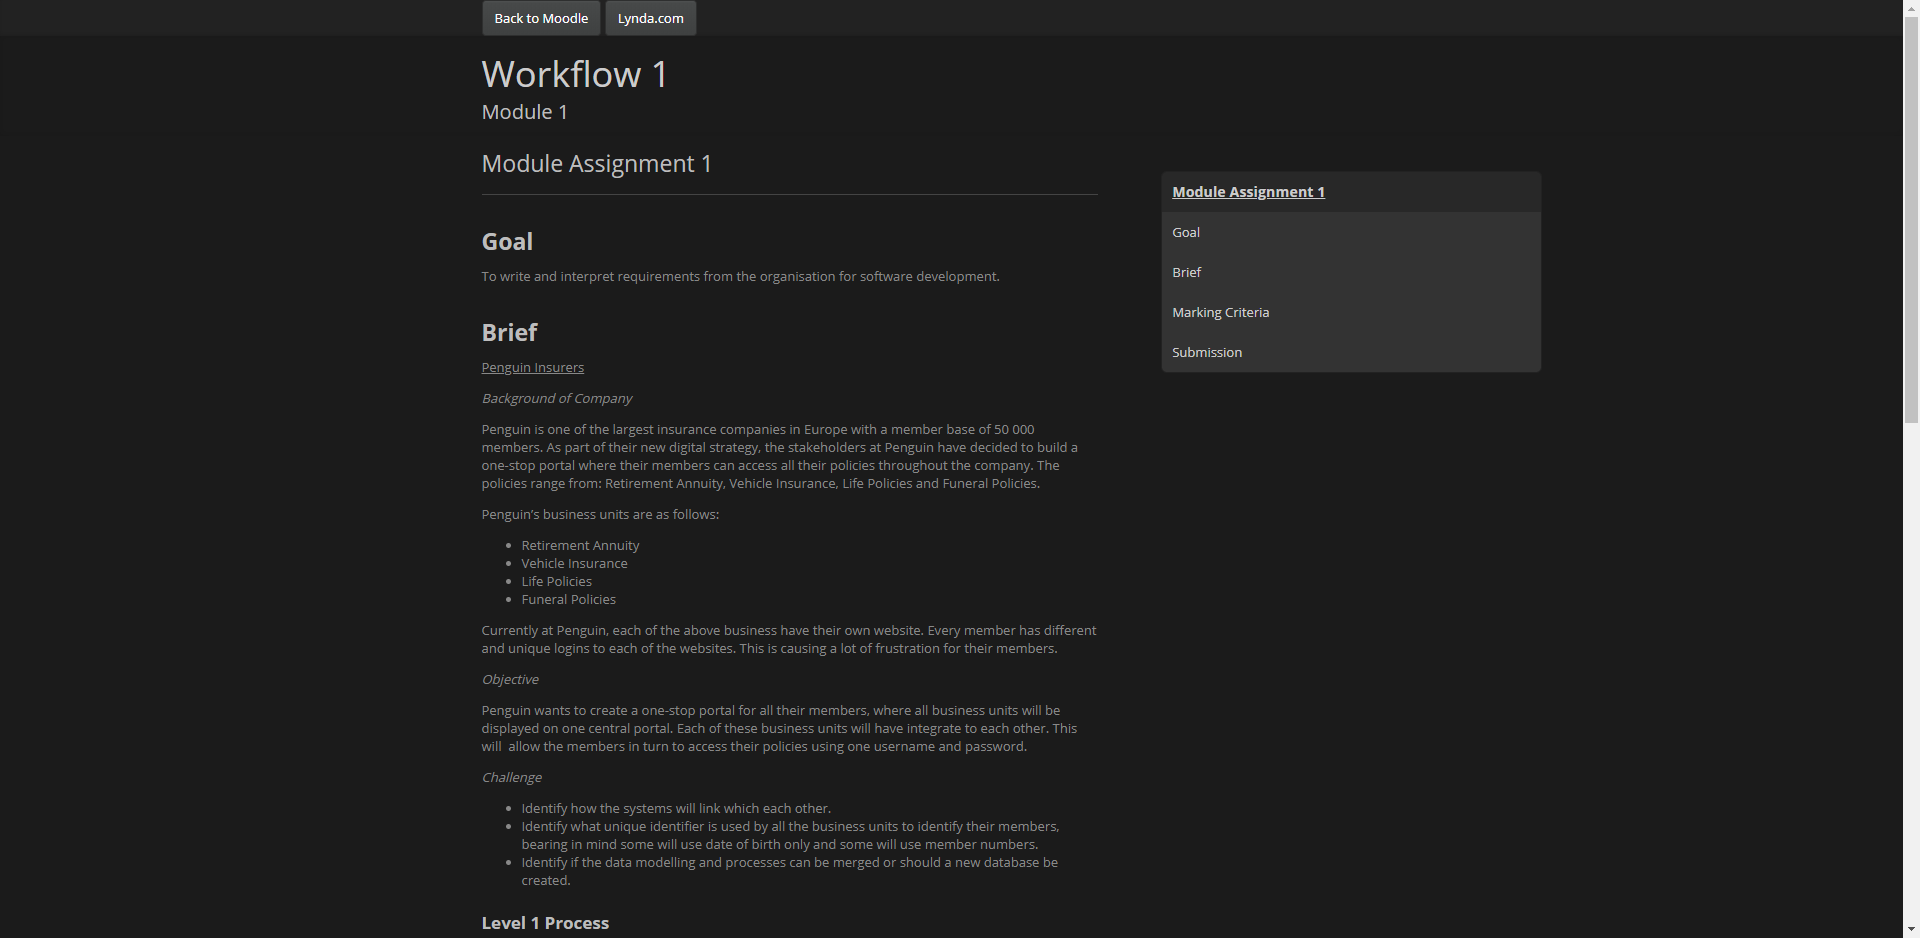 Back to Moodle
Lynda.com
Workflow 1
Module 1
Module Assignment 1
Goal
To write and interpret requirements from the organisation for software development.
Brief
Penguin Insurers
Background of Company
Penguin is one of the largest insurance companies in Europe with a member base of 50 000
members. As part of their new digital strategy, the stakeholders at Penguin have decided to build a
one-stop portal where their members can access all their policies throughout the company. The
policies range from: Retirement Annuity, Vehicle Insurance, Life Policies and Funeral Policies.
Penguin’s business units are as follows:
• Retirement Annuity
• Vehicle Insurance
• Life Policies
• Funeral Policies
Currently at Penguin, each of the above business have their own website. Every member has different
and unique logins to each of the websites. This is causing a lot of frustration for their members.
Objective
Penguin wants to create a one-stop portal for all their members, where all business units will be
displayed on one central portal. Each of these business units will have integrate to each other. This
will  allow the members in turn to access their policies using one username and password.
Challenge
• Identify how the systems will link which each other.
• Identify what unique identifier is used by all the business units to identify their members,
bearing in mind some will use date of birth only and some will use member numbers.
• Identify if the data modelling and processes can be merged or should a new database be
created.
Level 1 Process
Module Assignment 1
Goal
Brief
Marking Criteria
Submission